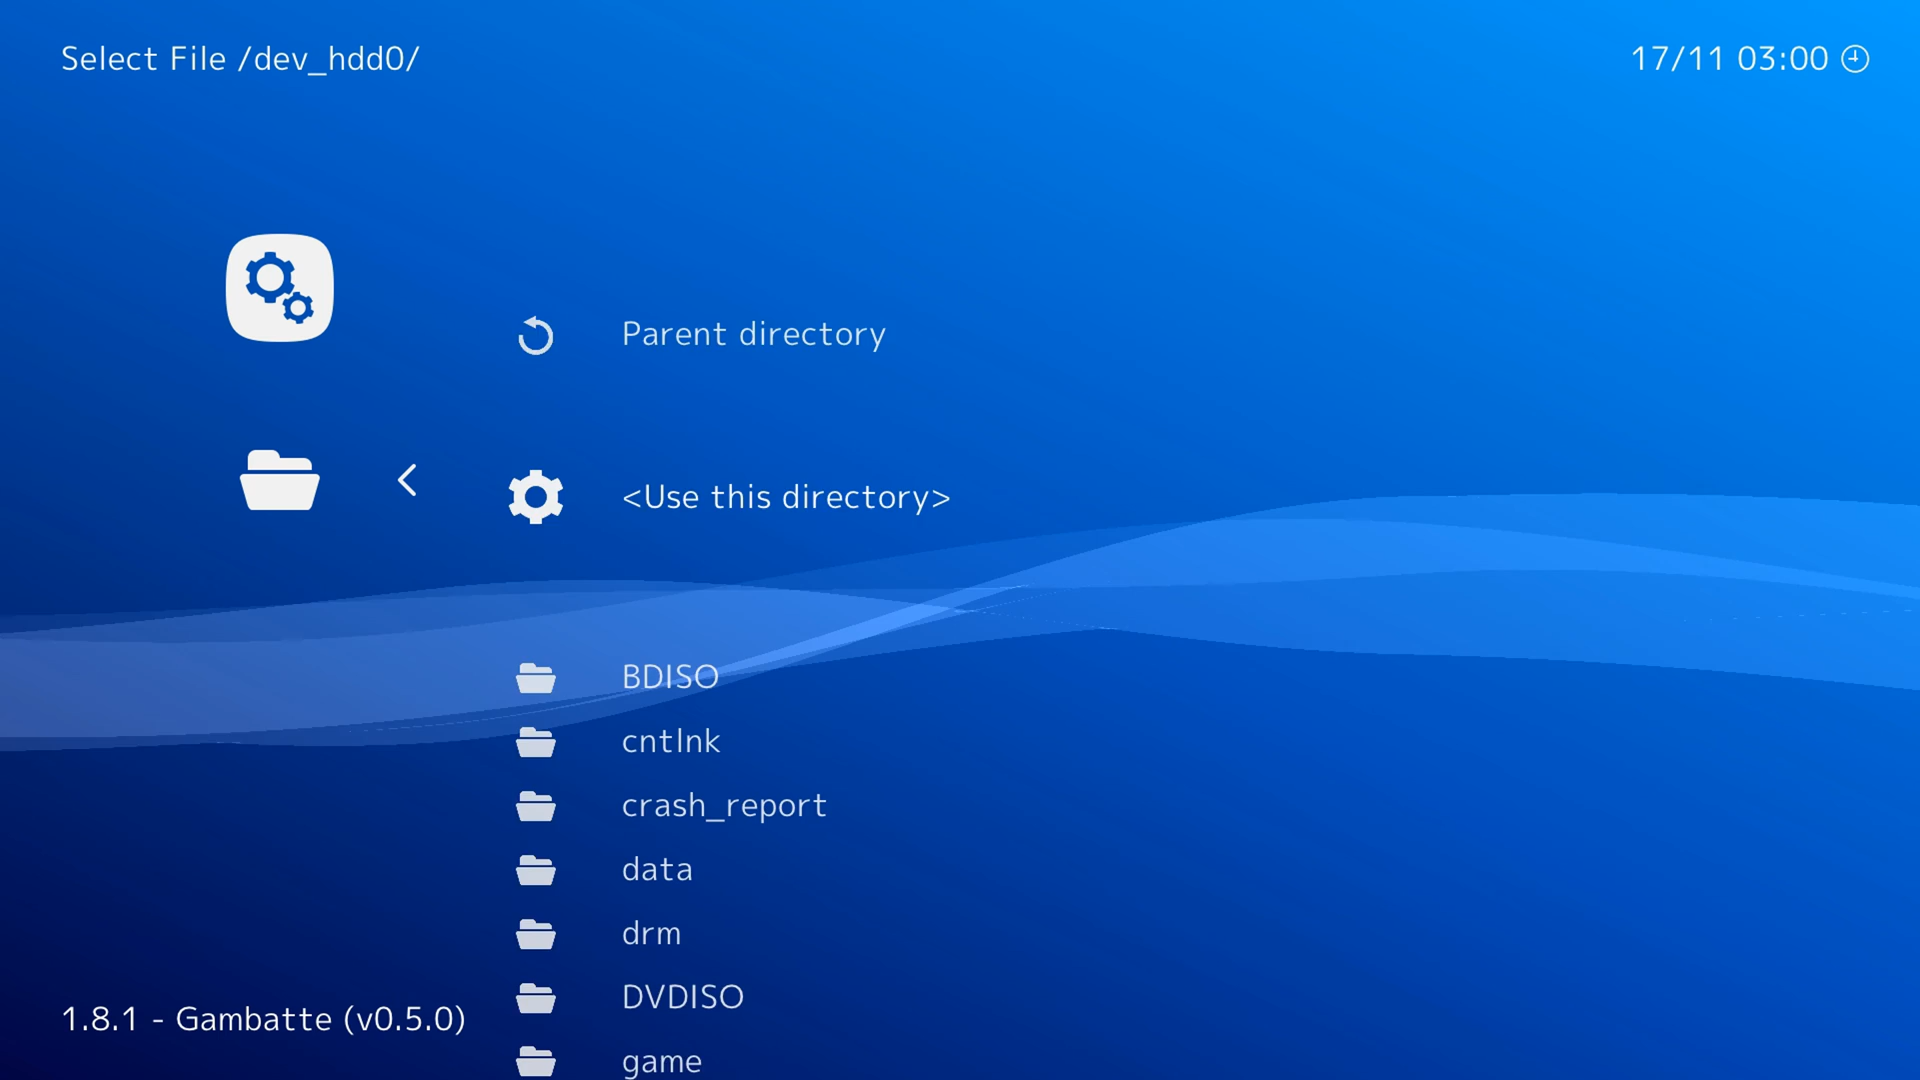 Select File /dev_hdd0/
17/11 03:00
Parent directory
<Use this directory>
BDISO
cntlnk
crash_report
data
drm
DVDISO
1.8.1 - Gambatte (v0.5.0)
game